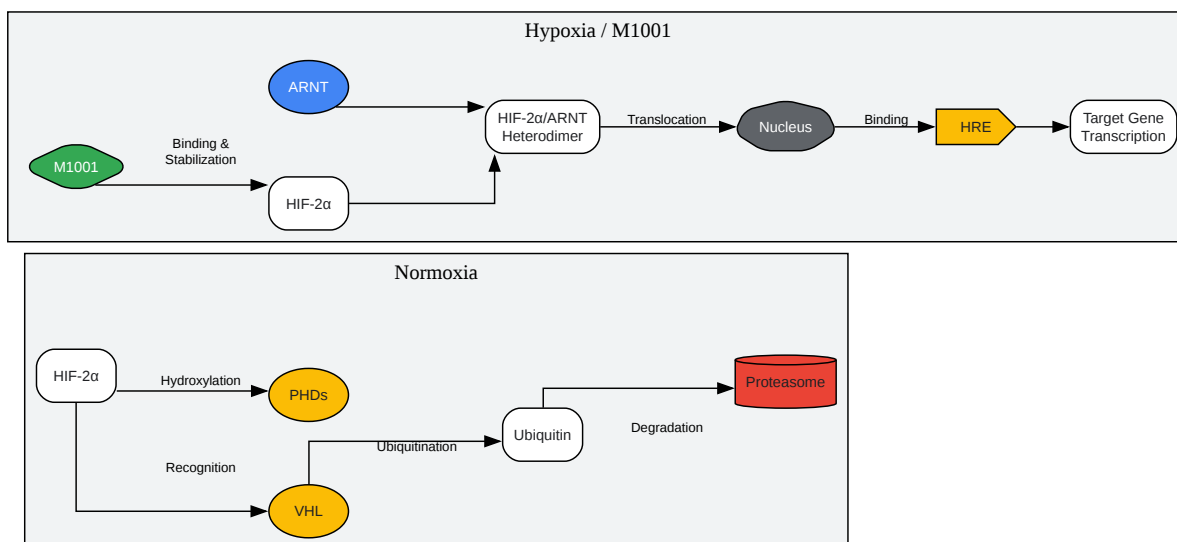 Hypoxia / M1001
ARNT
HIF-2α/ARNT
Heterodimer
Translocation
Nucleus
Binding
HRE
Target Gene
Transcription
Binding &
Stabilization
M1001
HIF-2α
Normoxia
HIF-2α
Hydroxylation
PHDs
Proteasome
Ubiquitin
Degradation
Ubiquitination
Recognition
VHL